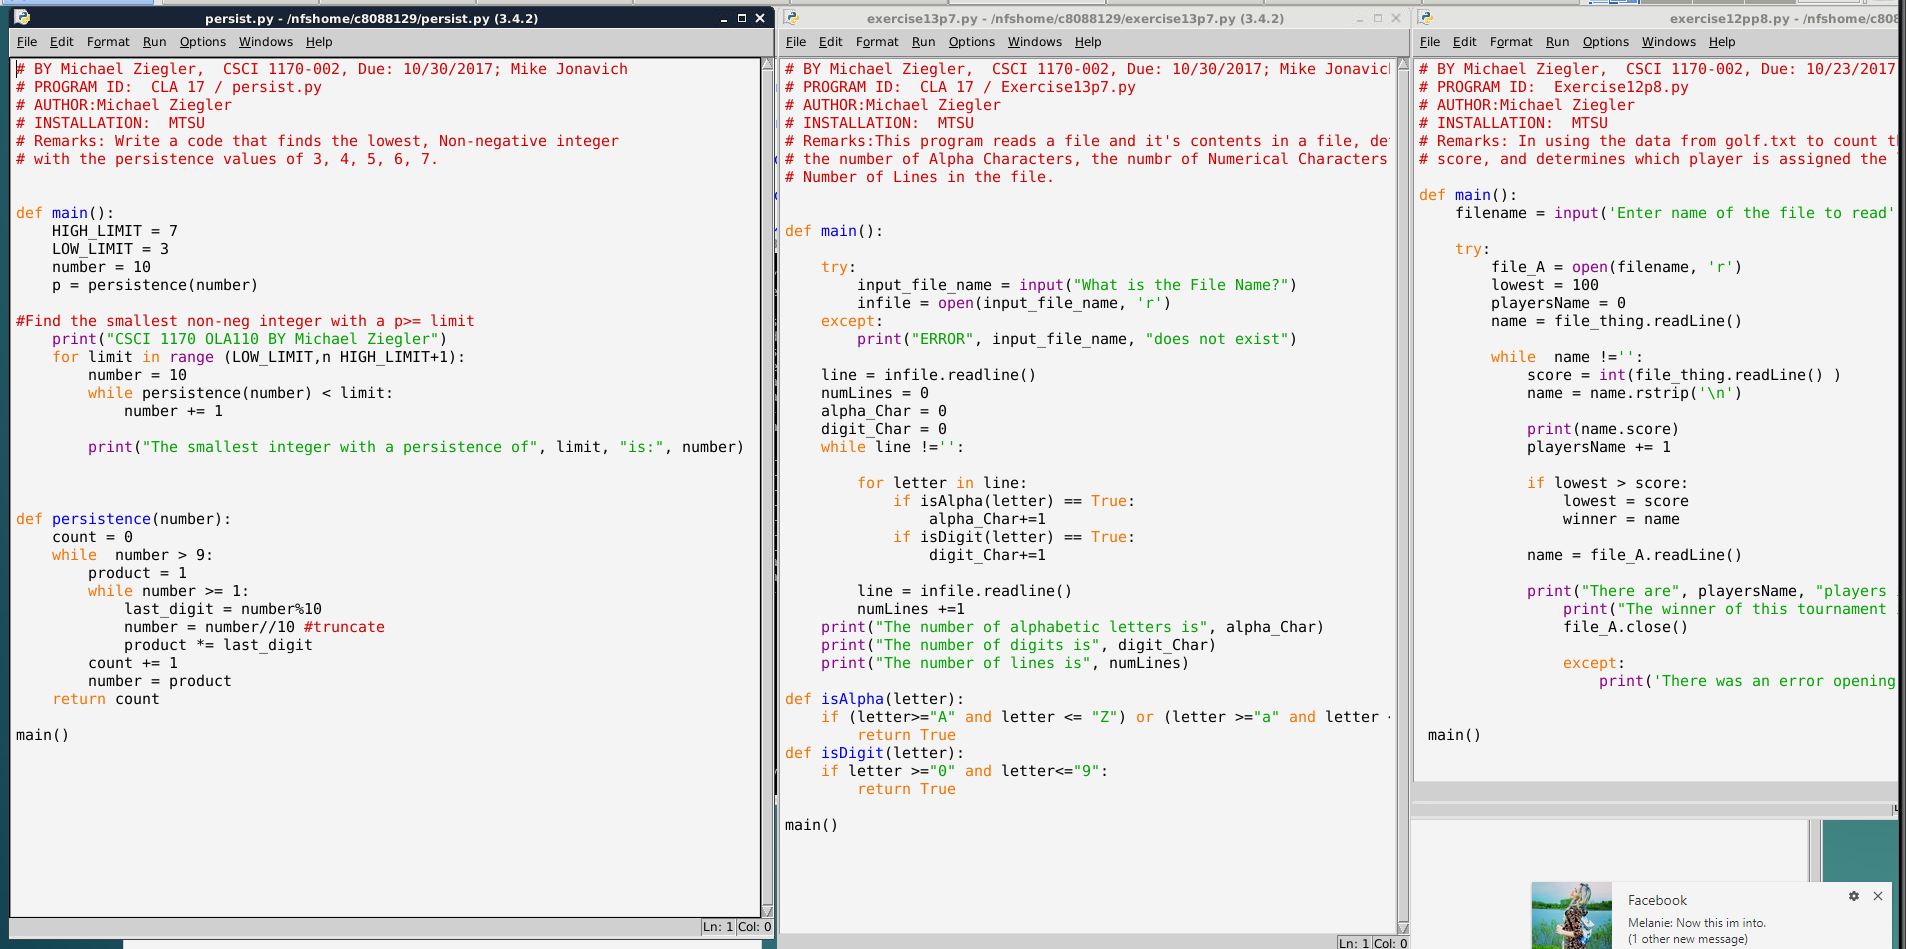 persist.py - /nfshome/c8088129/persist.py (3.4.2)
File Edit Format Run Options Windows Help
# BY Michael Ziegler,  CSCI 1170-002, Due: 10/30/2017; Mike Jonavich
# PROGRAM ID:  CLA 17 / persist.py
# AUTHOR:Michael Ziegler
# INSTALLATION:  MTSU
# Remarks: Write a code that finds the lowest, Non-negative integer
# with the persistence values of 3, 4, 5, 6, 7.
def main():
    HIGH_LIMIT = 7
    LOW_LIMIT = 3
    number = 10
    p = persistence(number)
#Find the smallest non-neg integer with a p>= limit
    print("CSCI 1170 OLA110 BY Michael Ziegler")
    for limit in range (LOW_LIMIT,n HIGH_LIMIT+1):
        number = 10
        while persistence(number) < limit:
            number += 1
        print("The smallest integer with a persistence of", limit, "is:", number)
def persistence(number):
    count = 0
    while  number > 9:
        product = 1
        while number >= 1:
            last_digit = number%10
            number = number//10 #truncate
            product *= last_digit
        count += 1
        number = product
    return count
main()
Ln: 1 Col: 0
exercise13p7.py - /nfshome/c8088129/exercise13p7.py (3.4.2)
File Edit Format Run Options Windows Help
# BY Michael Ziegler,  CSCI 1170-002, Due: 10/30/2017; Mike Jonavic
# PROGRAM ID:  CLA 17 / Exercise13p7.py
# AUTHOR:Michael Ziegler
# INSTALLATION:  MTSU
# Remarks:This program reads a file and it's contents in a file, de
# the number of Alpha Characters, the numbr of Numerical Characters
# Number of Lines in the file.
def main():
    try:
        input_file_name = input("What is the File Name?")
        infile = open(input_file_name, 'r')
    except:
        print("ERROR", input_file_name, "does not exist")
    line = infile.readline()
    numLines = 0
    alpha_Char = 0
    digit_Char = 0
    while line !='':
        for letter in line:
            if isAlpha(letter) == True:
                alpha_Char+=1
            if isDigit(letter) == True:
                digit_Char+=1
        line = infile.readline()
        numLines +=1
    print("The number of alphabetic letters is", alpha_Char)
    print("The number of digits is", digit_Char)
    print("The number of lines is", numLines)
def isAlpha(letter):
    if (letter>="A" and letter <= "Z") or (letter >="a" and letter
        return True
def isDigit(letter):
    if letter >="0" and letter<="9":
        return True
main()
Ln: 1 Col: 0
exercise12pp8.py - /nfshome/c808
File Edit Format Run Options Windows Help
# BY Michael Ziegler,  CSCI 1170-002, Due: 10/23/2017
# PROGRAM ID:  Exercise12p8.py
# AUTHOR:Michael Ziegler
# INSTALLATION:  MTSU
# Remarks: In using the data from golf.txt to count
# score, and determines which player is assigned the
def main():
    filename = input('Enter name of the file to read'
    try:
        file_A = open(filename, 'r')
        lowest = 100
        playersName = 0
        name = file_thing.readLine()
        while  name !='':
            score = int(file_thing.readLine() )
            name = name.rstrip('\n')
            print(name.score)
            playersName += 1
            if lowest > score:
                lowest = score
                winner = name
            name = file_A.readLine()
            print("There are", playersName, "players
                print("The winner of this tournament
                file_A.close()
                except:
                    print('There was an error opening
 main()
Facebook
Melanie: Now this im into.
(1 other new message)